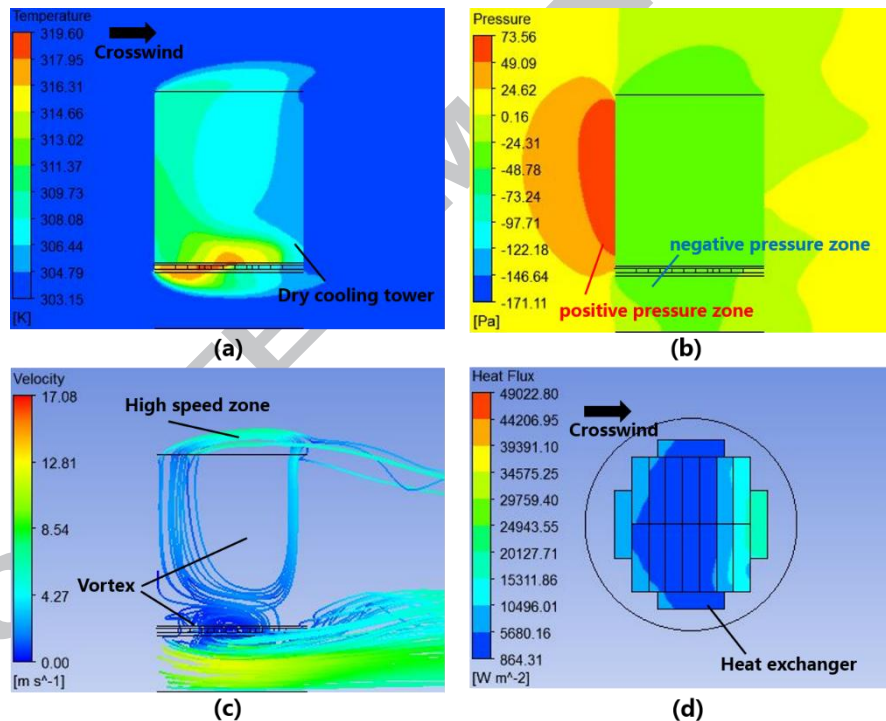 Temperature
319.60
317.95
316.31
314.66
313.02
311.37
309.73
308.08
306.44
304.79
303.15
[K]
Crosswind
Dry cooling tower
(a)
Pressure
73.56
49.09
24.62
0.16
-24.31
-48.78
-73.24
-97.71
-122.18
-146.64
-171.11
[Pa]
negative pressure zone
positive pressure zone
(b)
Velocity
17.08
12.81
8.54
4.27
0.00
[m s^-1]
High speed zone
Vortex
(c)
Heat Flux
49022.80
44206.95
39391.10
34575.25
29759.40
24943.55
20127.71
15311.86
10496.01
5680.16
864.31
[W m^-2]
Crosswind
Heat exchanger
(d)